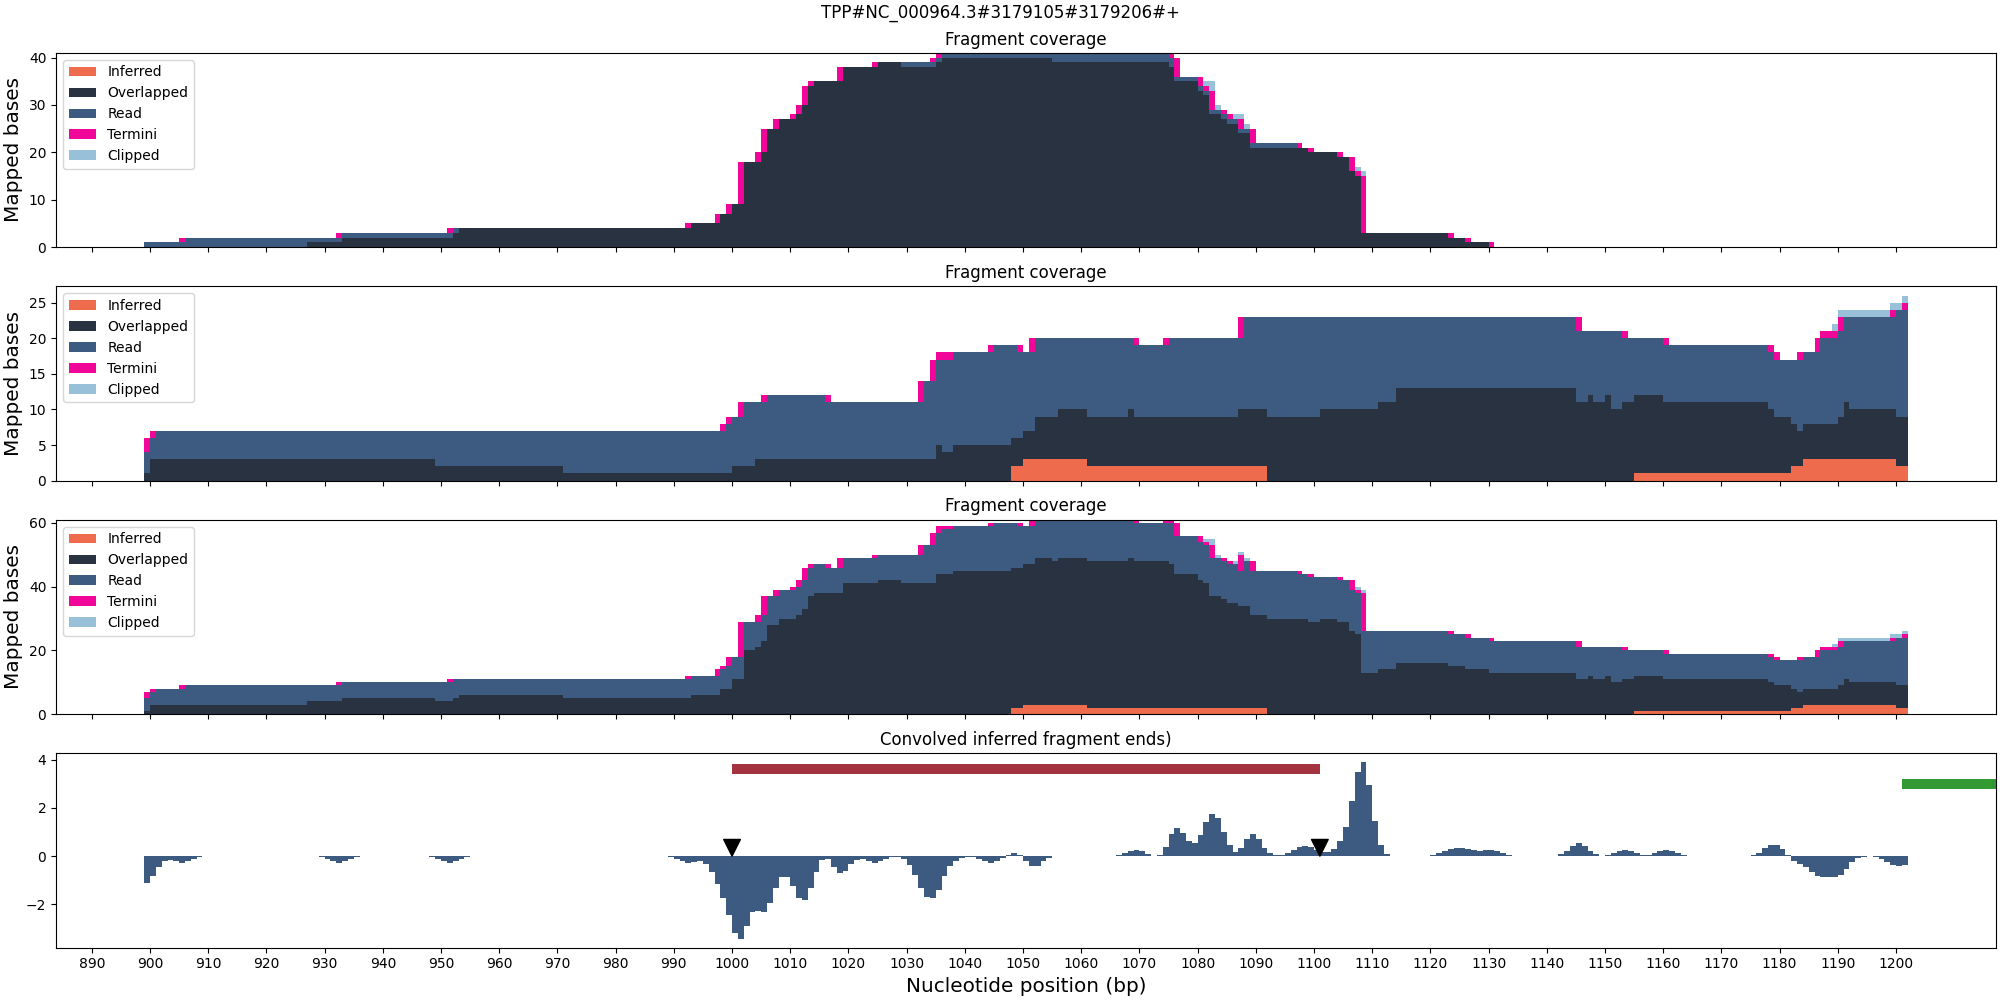 TPP#NC_000964.3#3179105#3179206#+
Fragment coverage
Mapped bases
40
30
20
10
0
Inferred
Overlapped
Read
Termini
Clipped
Fragment coverage
Mapped bases
25
20
15
10
5
0
Inferred
Overlapped
Read
Termini
Clipped
Fragment coverage
Mapped bases
60
40
20
0
Inferred
Overlapped
Read
Termini
Clipped
Convolved inferred fragment ends)
4
2
0
−2
890 900 910 920 930 940 950 960 970 980 990 1000 1010 1020 1030 1040 1050 1060 1070 1080 1090 1100 1110 1120 1130 1140 1150 1160 1170 1180 1190 1200
Nucleotide position (bp)